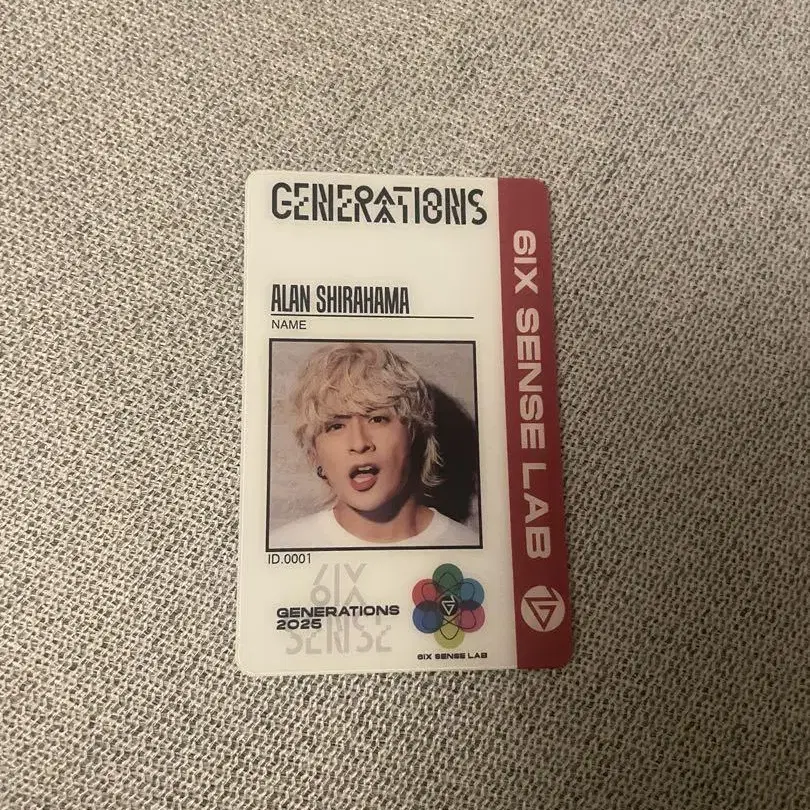 GENERATIONS
ALAN SHIRAHAMA
NAME
ID.0001
6IX
GENERATIONS
2025
SENSE
6IX SENSE LAB
6IX SENSE LAB